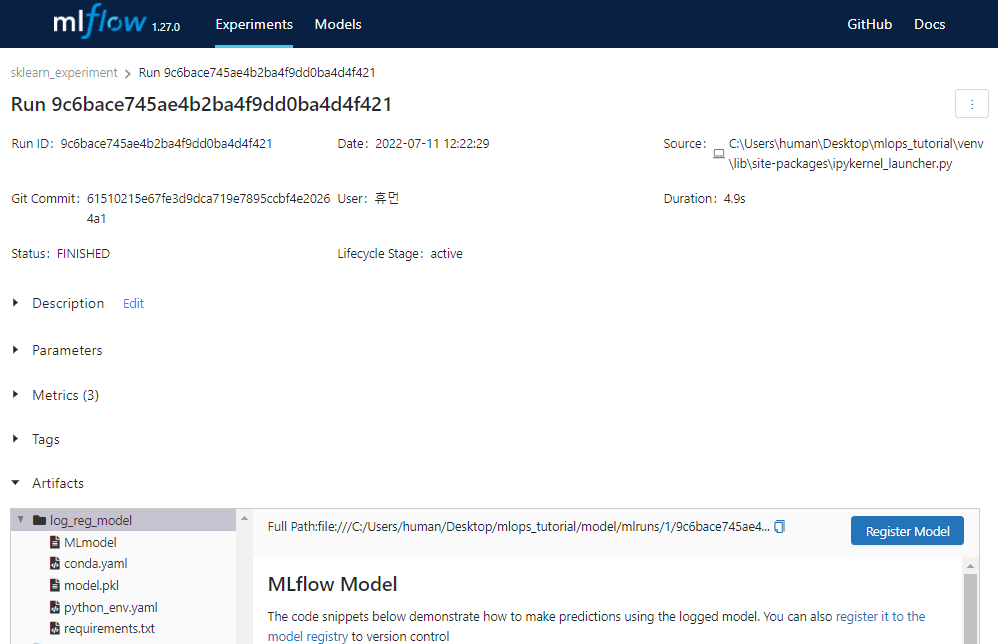 mlflow 1.27.0 Experiments Models GitHub Docs
sklearn_experiment > Run 9c6bace745ae4b2ba4f9dd0ba4d4f421
Run 9c6bace745ae4b2ba4f9dd0ba4d4f421
Run ID: 9c6bace745ae4b2ba4f9dd0ba4d4f421 Date: 2022-07-11 12:22:29 Source: C:\Users\human\Desktop\mlops_tutorial\venv
\lib\site-packages\ipykernel_launcher.py
Git Commit: 61510215e67fe3d9dca719e7895ccbf4e2026 User: 휴먼 Duration: 4.9s
4a1
Status: FINISHED Lifecycle Stage: active
Description Edit
Parameters
Metrics (3)
Tags
Artifacts
log_reg_model
MLmodel
conda.yaml
model.pkl
python_env.yaml
requirements.txt
Full Path:file:///C:/Users/human/Desktop/mlops_tutorial/model/mlruns/1/9c6bace745ae4... Register Model
MLflow Model
The code snippets below demonstrate how to make predictions using the logged model. You can also register it to the
model registry to version control